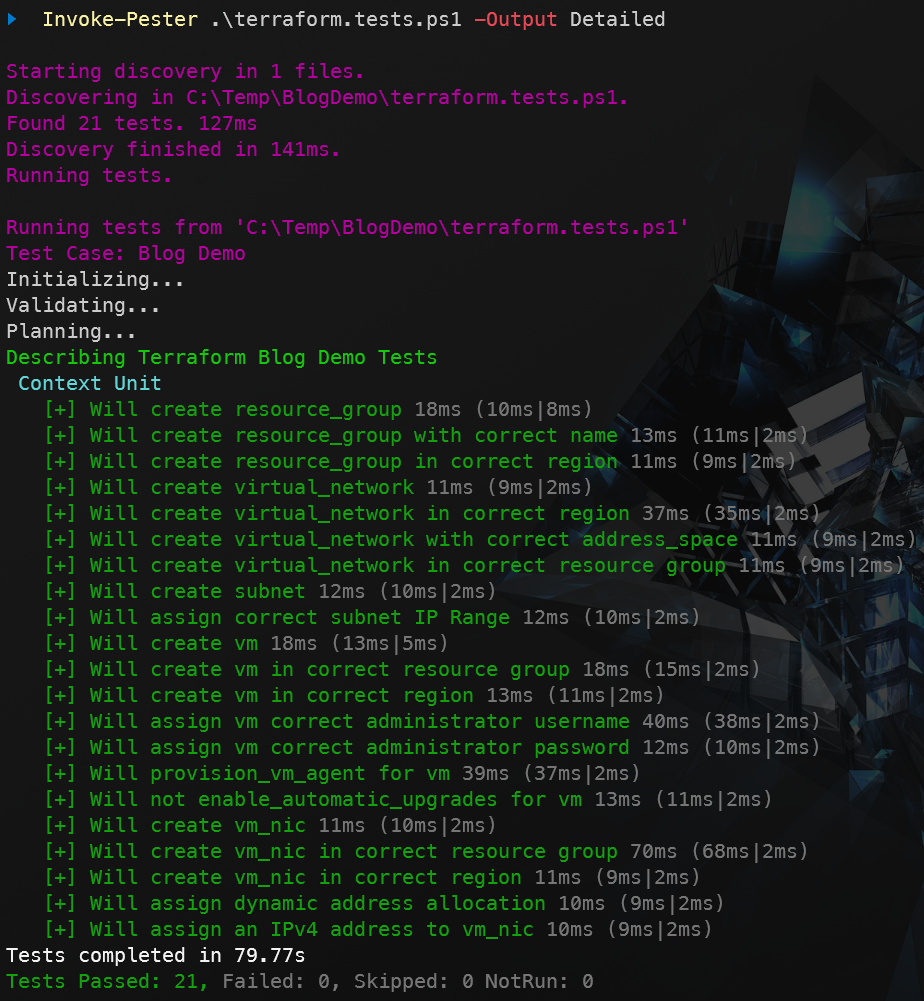 Invoke-Pester .\terraform.tests.ps1 -Output Detailed
Starting discovery in 1 files.
Discovering in C:\Temp\BlogDemo\terraform.tests.ps1.
Found 21 tests. 127ms
Discovery finished in 141ms.
Running tests.
Running tests from 'C:\Temp\BlogDemo\terraform.tests.ps1'
Test Case: Blog Demo
Initializing...
Validating...
Planning...
Describing Terraform Blog Demo Tests
Context Unit
[+] Will create resource_group 18ms (10ms|8ms)
[+] Will create resource_group with correct name 13ms (11ms|2ms)
[+] Will create resource_group in correct region 11ms (9ms|2ms)
[+] Will create virtual_network 11ms (9ms|2ms)
[+] Will create virtual_network in correct region 37ms (35ms|2ms)
[+] Will create virtual_network with correct address_space 11ms (9ms|2ms)
[+] Will create virtual_network in correct resource group 11ms (9ms|2ms)
[+] Will create subnet 12ms (10ms|2ms)
[+] Will assign correct subnet IP Range 12ms (10ms|2ms)
[+] Will create vm 18ms (13ms|5ms)
[+] Will create vm in correct resource group 18ms (15ms|2ms)
[+] Will create vm in correct region 13ms (11ms|2ms)
[+] Will assign vm correct administrator username 40ms (38ms|2ms)
[+] Will assign vm correct administrator password 12ms (10ms|2ms)
[+] Will provision_vm_agent for vm 39ms (37ms|2ms)
[+] Will not enable_automatic_upgrades for vm 13ms (11ms|2ms)
[+] Will create vm_nic 11ms (10ms|2ms)
[+] Will create vm_nic in correct resource group 70ms (68ms|2ms)
[+] Will create vm_nic in correct region 11ms (9ms|2ms)
[+] Will assign dynamic address allocation 10ms (9ms|2ms)
[+] Will assign an IPv4 address to vm_nic 10ms (9ms|2ms)
Tests completed in 79.77s
Tests Passed: 21, Failed: 0, Skipped: 0 NotRun: 0